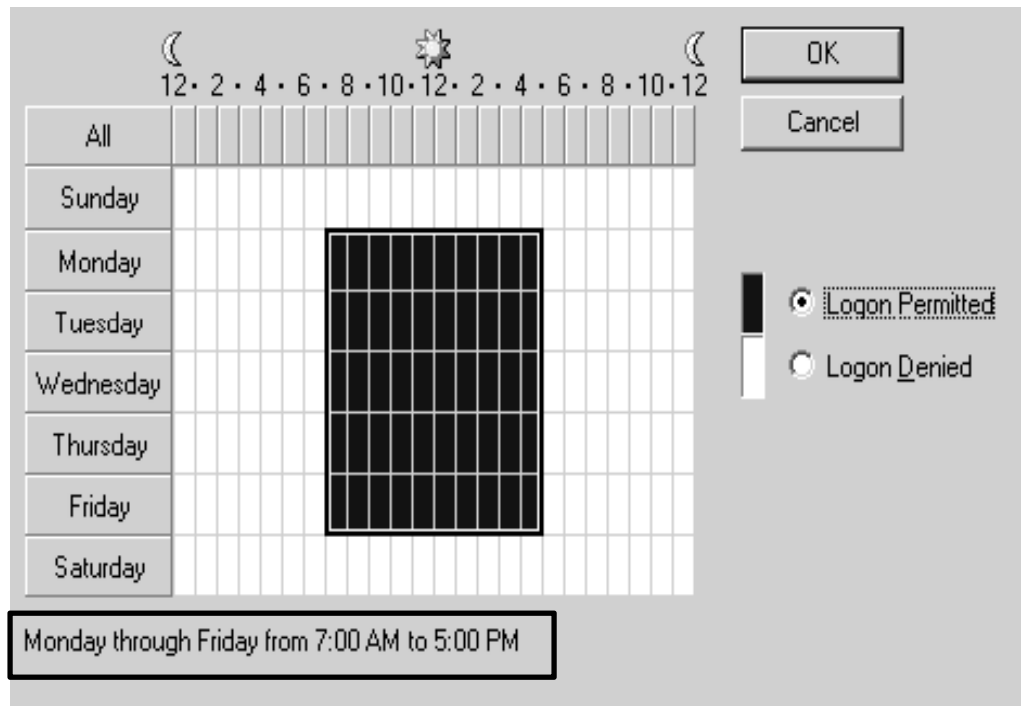 12 · 2 · 4 · 6 · 8 · 10 · 12 · 2 · 4 · 6 · 8 · 10 · 12
OK
Cancel
All
Sunday
Monday
Tuesday
Wednesday
Thursday
Friday
Saturday
Logon Permitted
Logon Denied
Monday through Friday from 7:00 AM to 5:00 PM